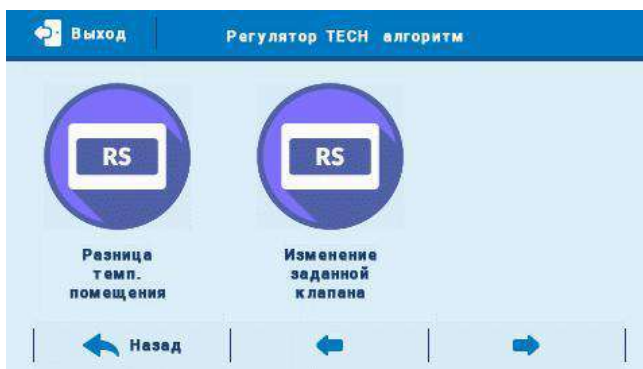 Выход
Регулятор TECH алгоритм
RS
RS
Разница
темп.
помещения
Изменение
заданной
клапана
Назад